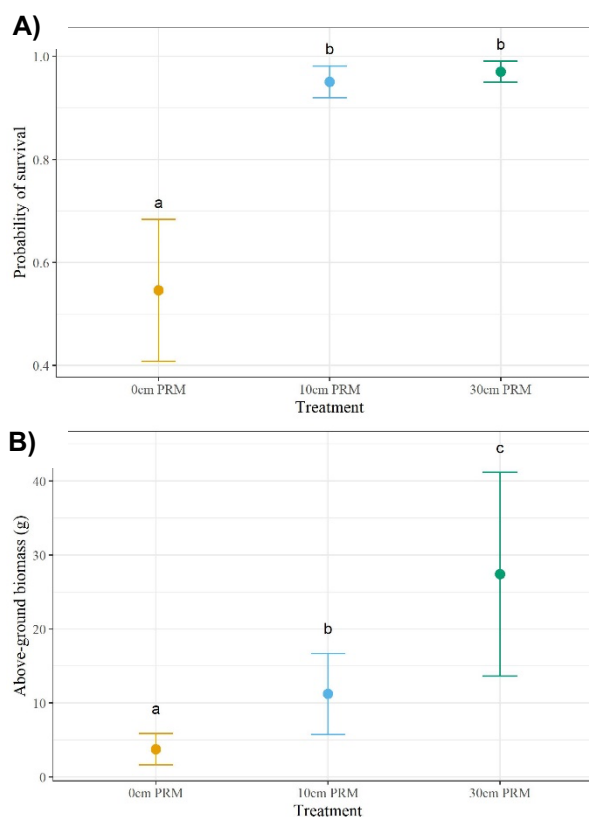 A)
Probability of survival
1.0
0.8
0.6
0.4
a
b
b
0cm PRM
10cm PRM
30cm PRM
Treatment
B)
Above-ground biomass (g)
40
30
20
10
0
a
b
c
0cm PRM
10cm PRM
30cm PRM
Treatment